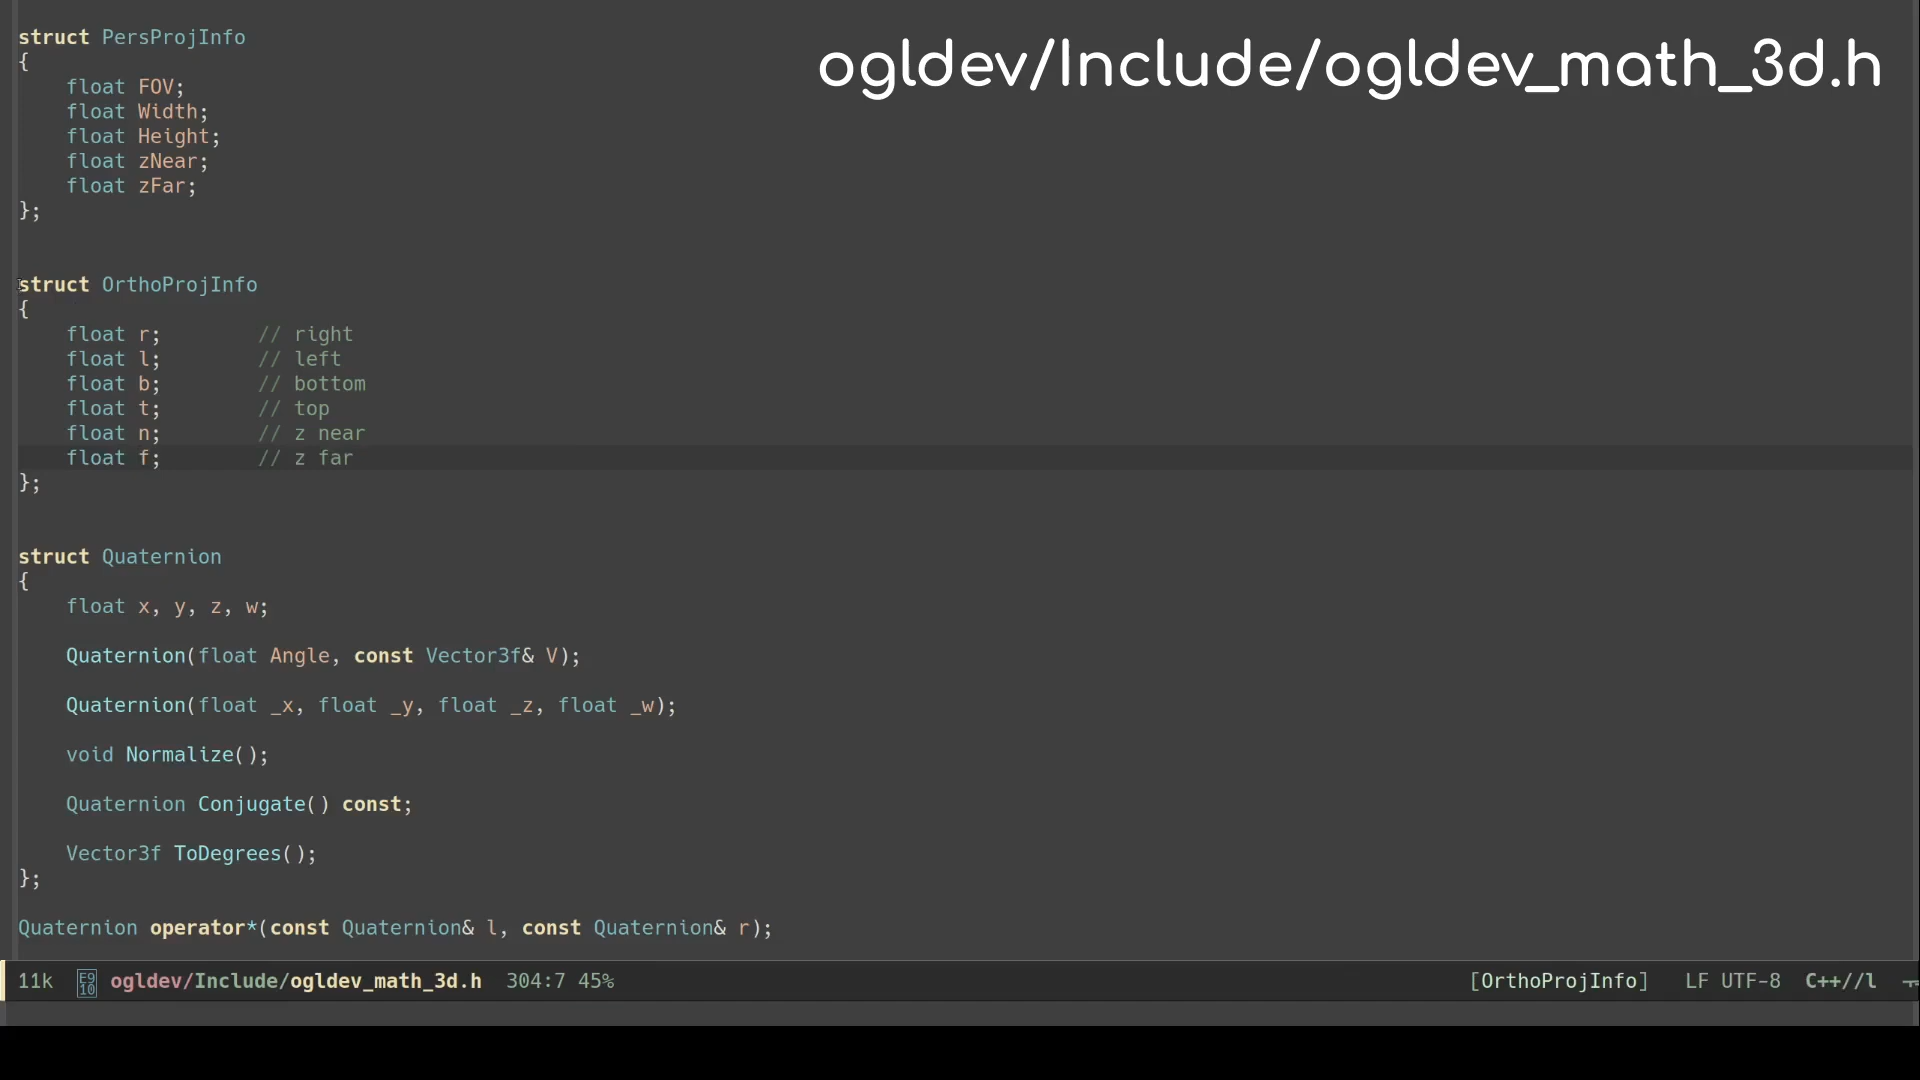 ogldev/Include/ogldev_math_3d.h
struct PersProjInfo
{
    float FOV;
    float Width;
    float Height;
    float zNear;
    float zFar;
};
struct OrthoProjInfo
{
    float r;        // right
    float l;        // left
    float b;        // bottom
    float t;        // top
    float n;        // z near
    float f;        // z far
};
struct Quaternion
{
    float x, y, z, w;
    Quaternion(float Angle, const Vector3f& V);
    Quaternion(float _x, float _y, float _z, float _w);
    void Normalize();
    Quaternion Conjugate() const;
    Vector3f ToDegrees();
};
Quaternion operator*(const Quaternion& l, const Quaternion& r);
11k E910 ogldev/Include/ogldev_math_3d.h 304:7 45% [OrthoProjInfo] LF UTF-8 C++//l